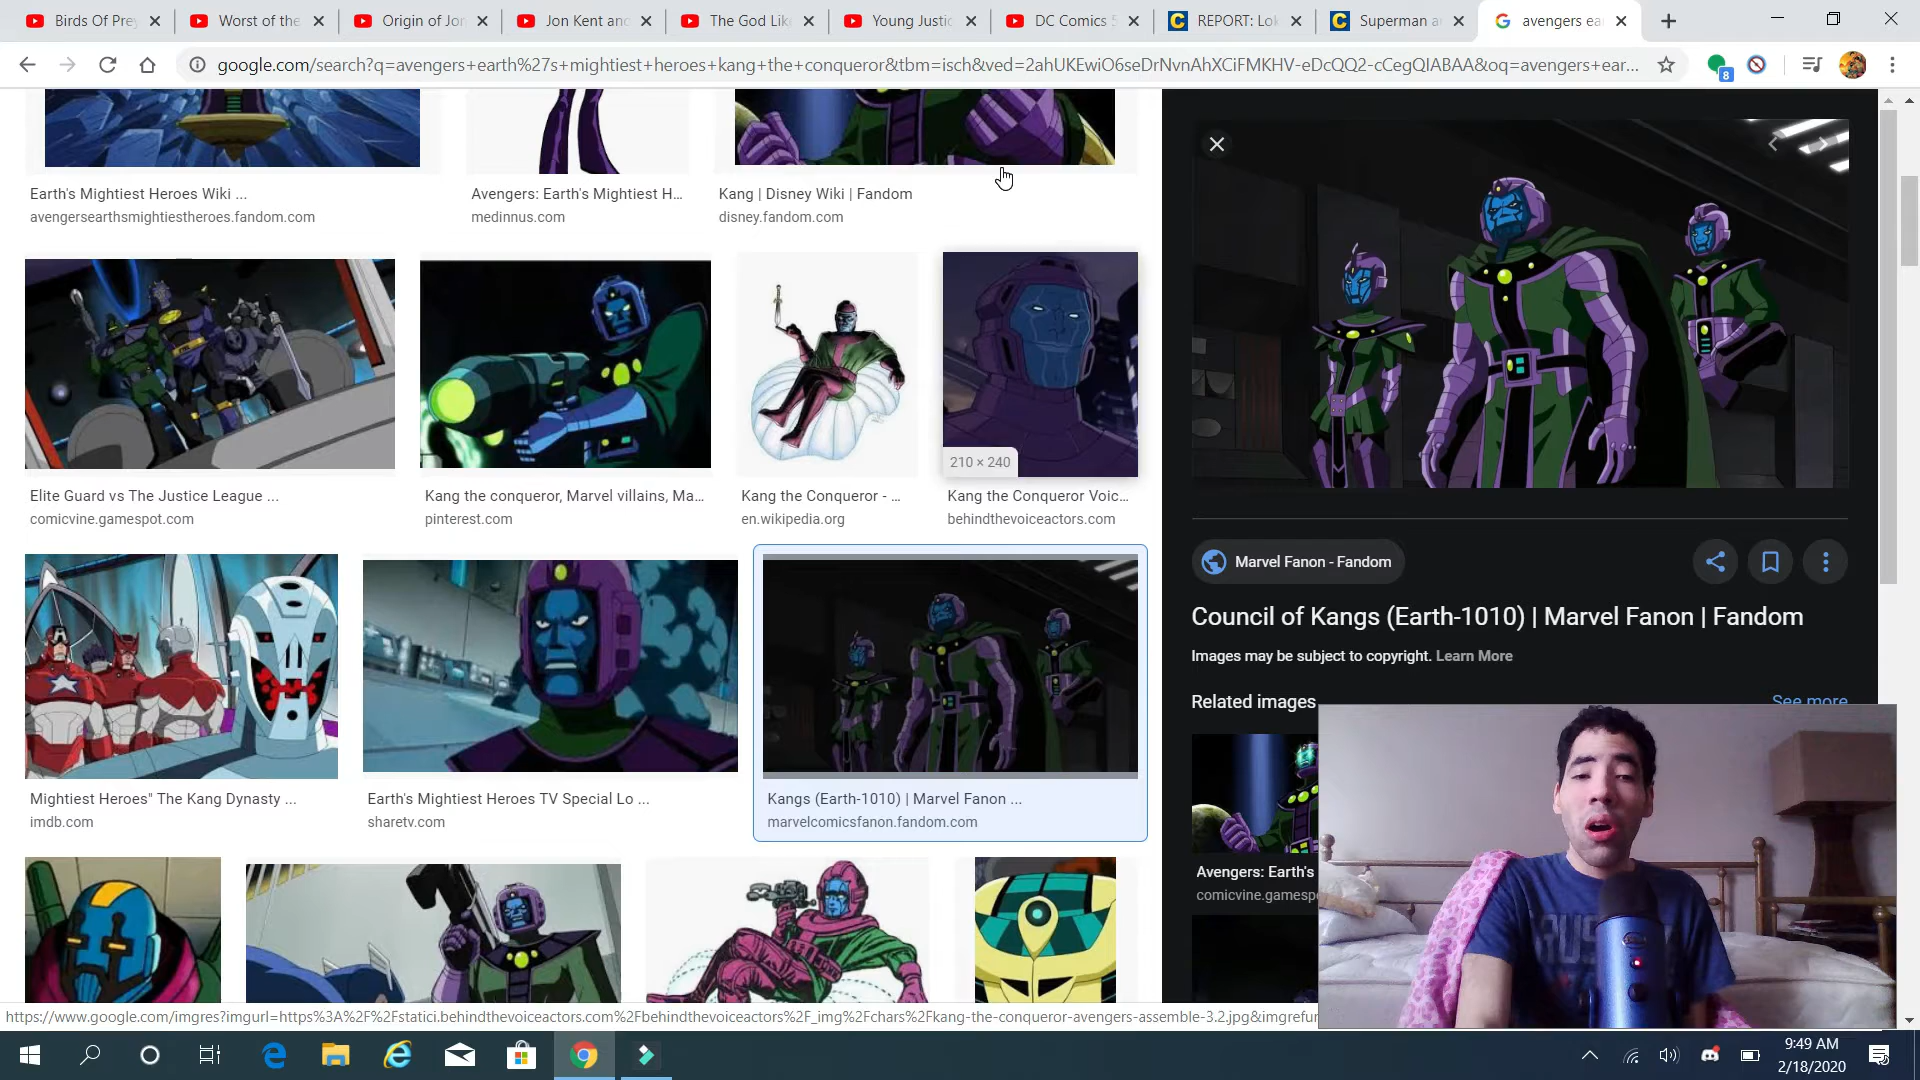 Birds Of Prey
Worst of the
Origin of Jon
Jon Kent and
The God Like
Young Justic
DC Comics 5
REPORT: Lok
Superman a
avengers ea
google.com/search?q=avengers+earth%27s+mightiest+heroes+kang+the+conqueror&tbm=isch&ved=2ahUKEwiO6seDrNvnAhXCiFMKHV-eDcQQ2-cCegQIABAA&oq=avengers+ear...
8
Earth's Mightiest Heroes Wiki ...
avengersearthsmightiestheroes.fandom.com
Avengers: Earth's Mightiest H...
medinnus.com
Kang | Disney Wiki | Fandom
disney.fandom.com
210 × 240
Elite Guard vs The Justice League ...
comicvine.gamespot.com
Kang the conqueror, Marvel villains, Ma...
pinterest.com
Kang the Conqueror - ...
en.wikipedia.org
Kang the Conqueror Voic...
behindthevoiceactors.com
Mightiest Heroes" The Kang Dynasty ...
imdb.com
Earth's Mightiest Heroes TV Special Lo ...
sharetv.com
Kangs (Earth-1010) | Marvel Fanon ...
marvelcomicsfanon.fandom.com
Marvel Fanon - Fandom
Council of Kangs (Earth-1010) | Marvel Fanon | Fandom
Images may be subject to copyright. Learn More
Related images
See more
Avengers: Earth's
comicvine.gamesp
https://www.google.com/imgres?imgurl=https%3A%2F%2Fstatici.behindthevoiceactors.com%2Fbehindthevoiceactors%2F_img%2Fchars%2Fkang-the-conqueror-avengers-assemble-3.2.jpg&imgrefur
9:49 AM
2/18/2020